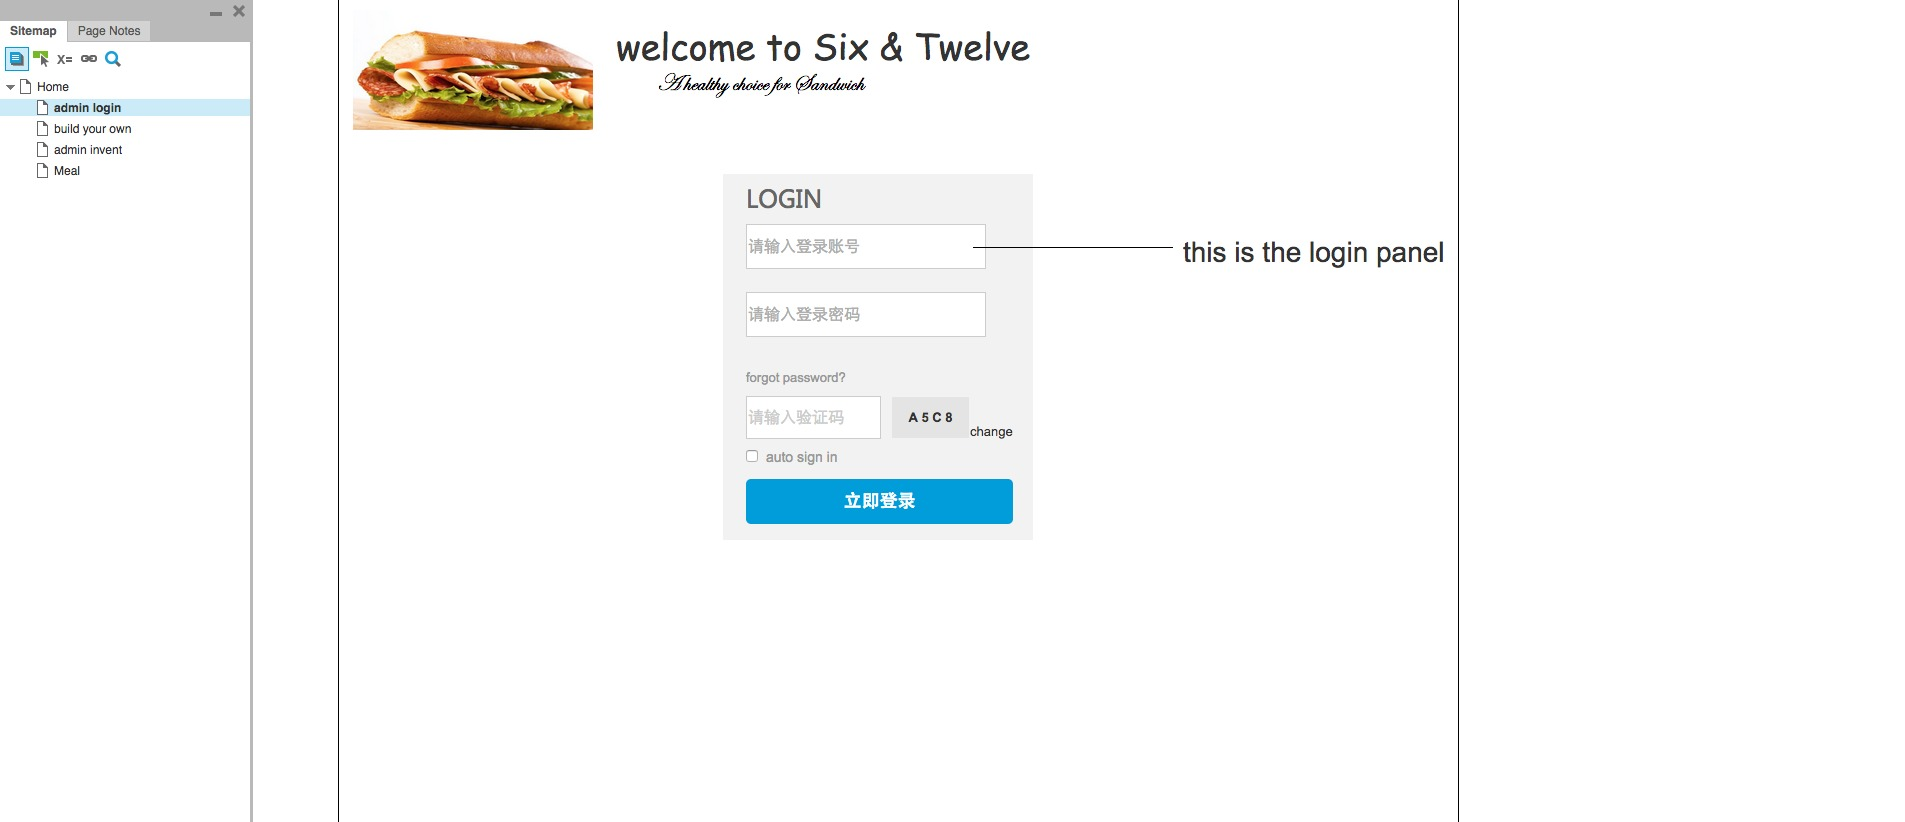 Sitemap
Page Notes
X=
Home
admin login
build your own
admin invent
Meal
welcome to Six & Twelve
A healthy choice for Sandwich
LOGIN
请输入登录账号
this is the login panel
请输入登录密码
forgot password?
请输入验证码
A 5 C 8
change
auto sign in
立即登录